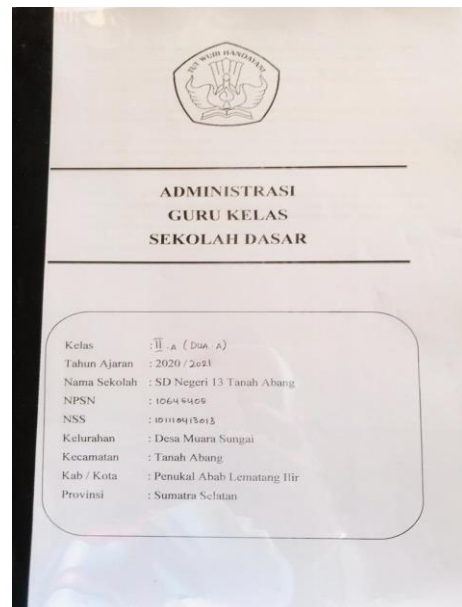 TUT WURI HANDAYANI
ADMINISTRASI
GURU KELAS
SEKOLAH DASAR
Kelas : II . A ( DUA . A)
Tahun Ajaran : 2020 / 2021
Nama Sekolah : SD Negeri 13 Tanah Abang
NPSN : 10645405
NSS : 101110413013
Kelurahan : Desa Muara Sungai
Kecamatan : Tanah Abang
Kab / Kota : Penukal Abab Lematang Ilir
Provinsi : Sumatra Selatan